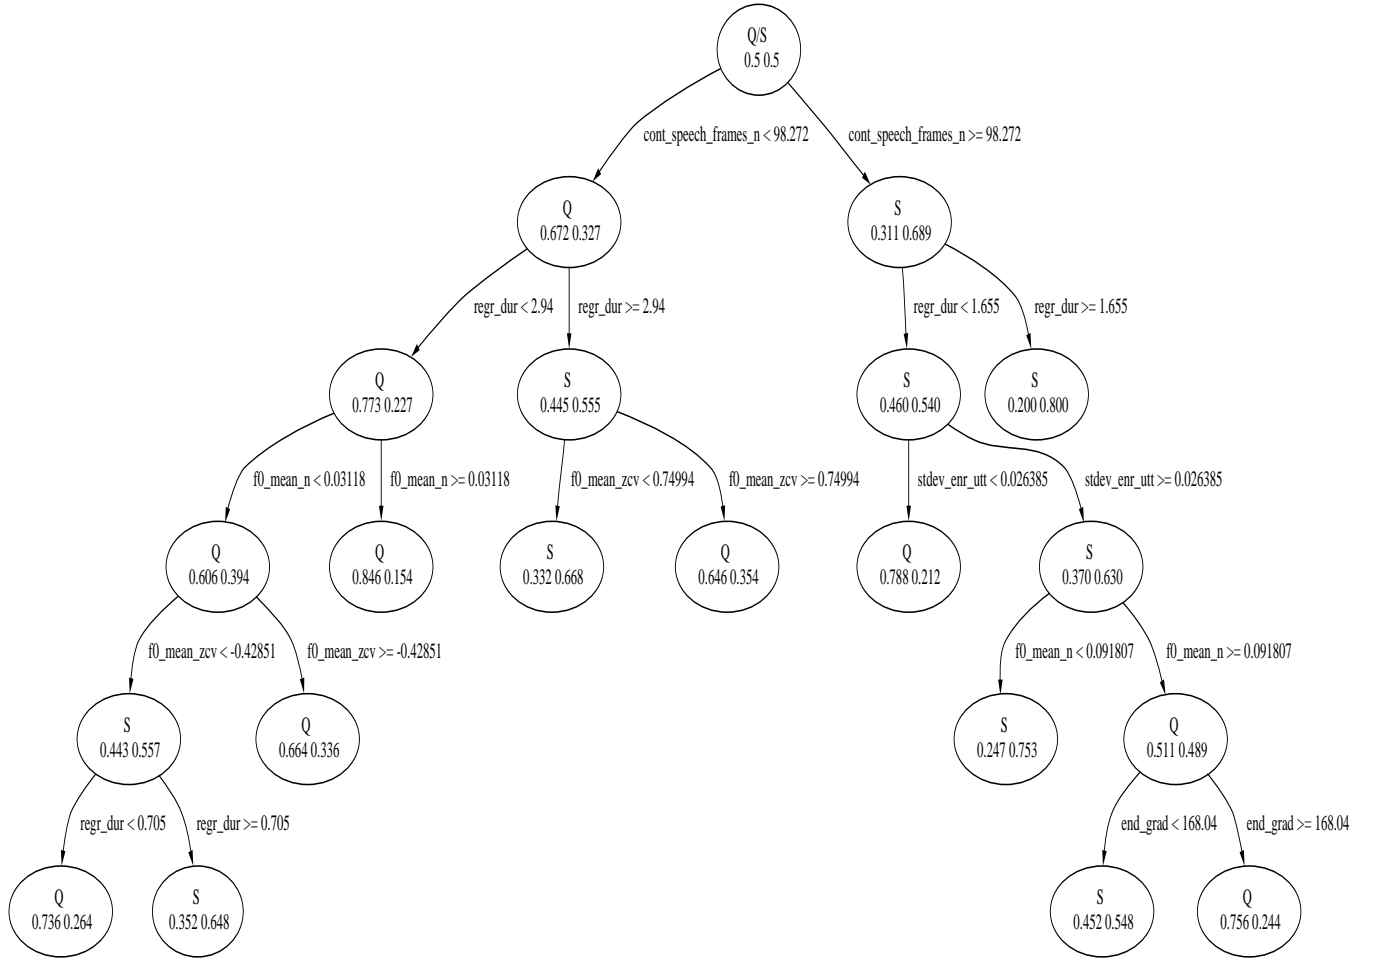 Q/S
0.5 0.5
cont_speech_frames_n < 98.272
cont_speech_frames_n >= 98.272
Q
0.672 0.327
S
0.311 0.689
regr_dur < 2.94
regr_dur >= 2.94
regr_dur < 1.655
regr_dur >= 1.655
Q
0.773 0.227
S
0.445 0.555
S
0.460 0.540
S
0.200 0.800
f0_mean_n < 0.03118
f0_mean_n >= 0.03118
f0_mean_zcv < 0.74994
f0_mean_zcv >= 0.74994
stdev_enr_utt < 0.026385
stdev_enr_utt >= 0.026385
Q
0.606 0.394
Q
0.846 0.154
S
0.332 0.668
Q
0.646 0.354
Q
0.788 0.212
S
0.370 0.630
f0_mean_zcv < -0.42851
f0_mean_zcv >= -0.42851
f0_mean_n < 0.091807
f0_mean_n >= 0.091807
S
0.443 0.557
Q
0.664 0.336
S
0.247 0.753
Q
0.511 0.489
regr_dur < 0.705
regr_dur >= 0.705
end_grad < 168.04
end_grad >= 168.04
Q
0.736 0.264
S
0.352 0.648
S
0.452 0.548
Q
0.756 0.244